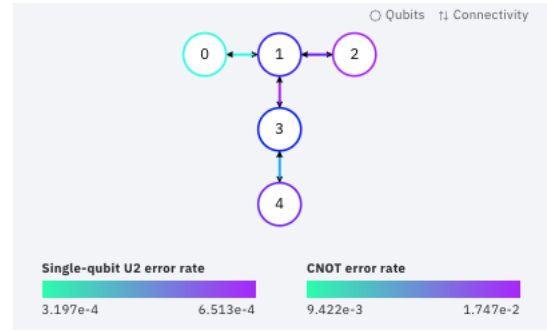 Qubits Connectivity
0 1 2
3
4
Single-qubit U2 error rate CNOT error rate
3.197e-4 6.513e-4 9.422e-3 1.747e-2